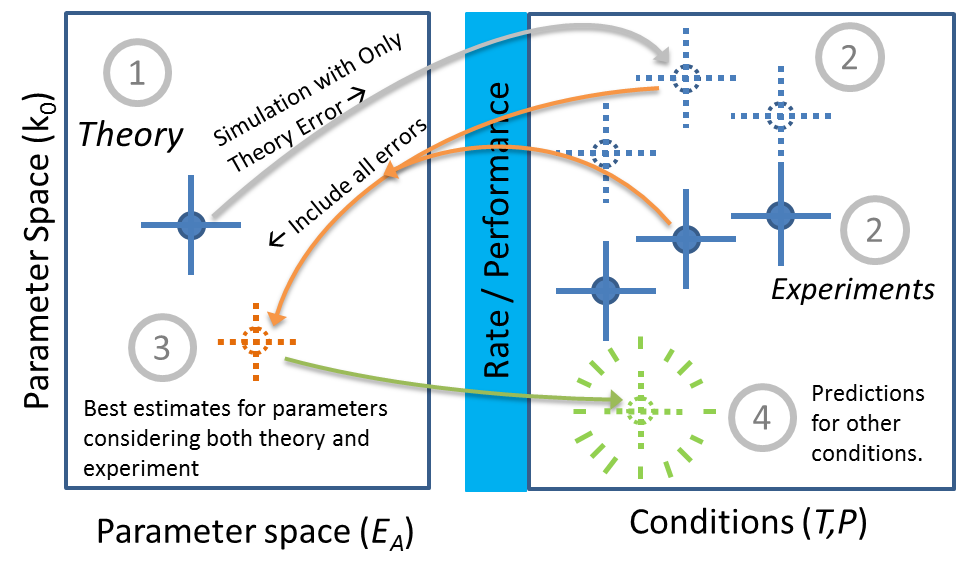 1
Theory
Simulation with Only
Theory Error →
← Include all errors
3
Best estimates for parameters
considering both theory and
experiment
Parameter Space (k0)
Parameter space (EA)
Rate / Performance
2
2
Experiments
4
Predictions
for other
conditions.
Conditions (T,P)